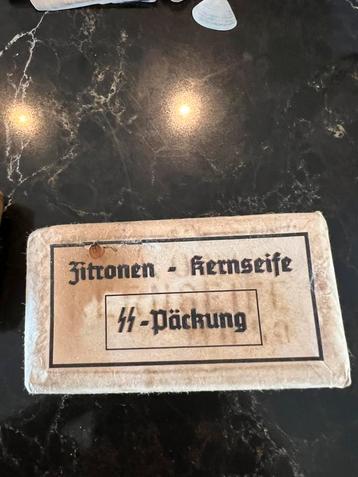 Zitronen - Kernseife
ᛋᛋ-Päckung